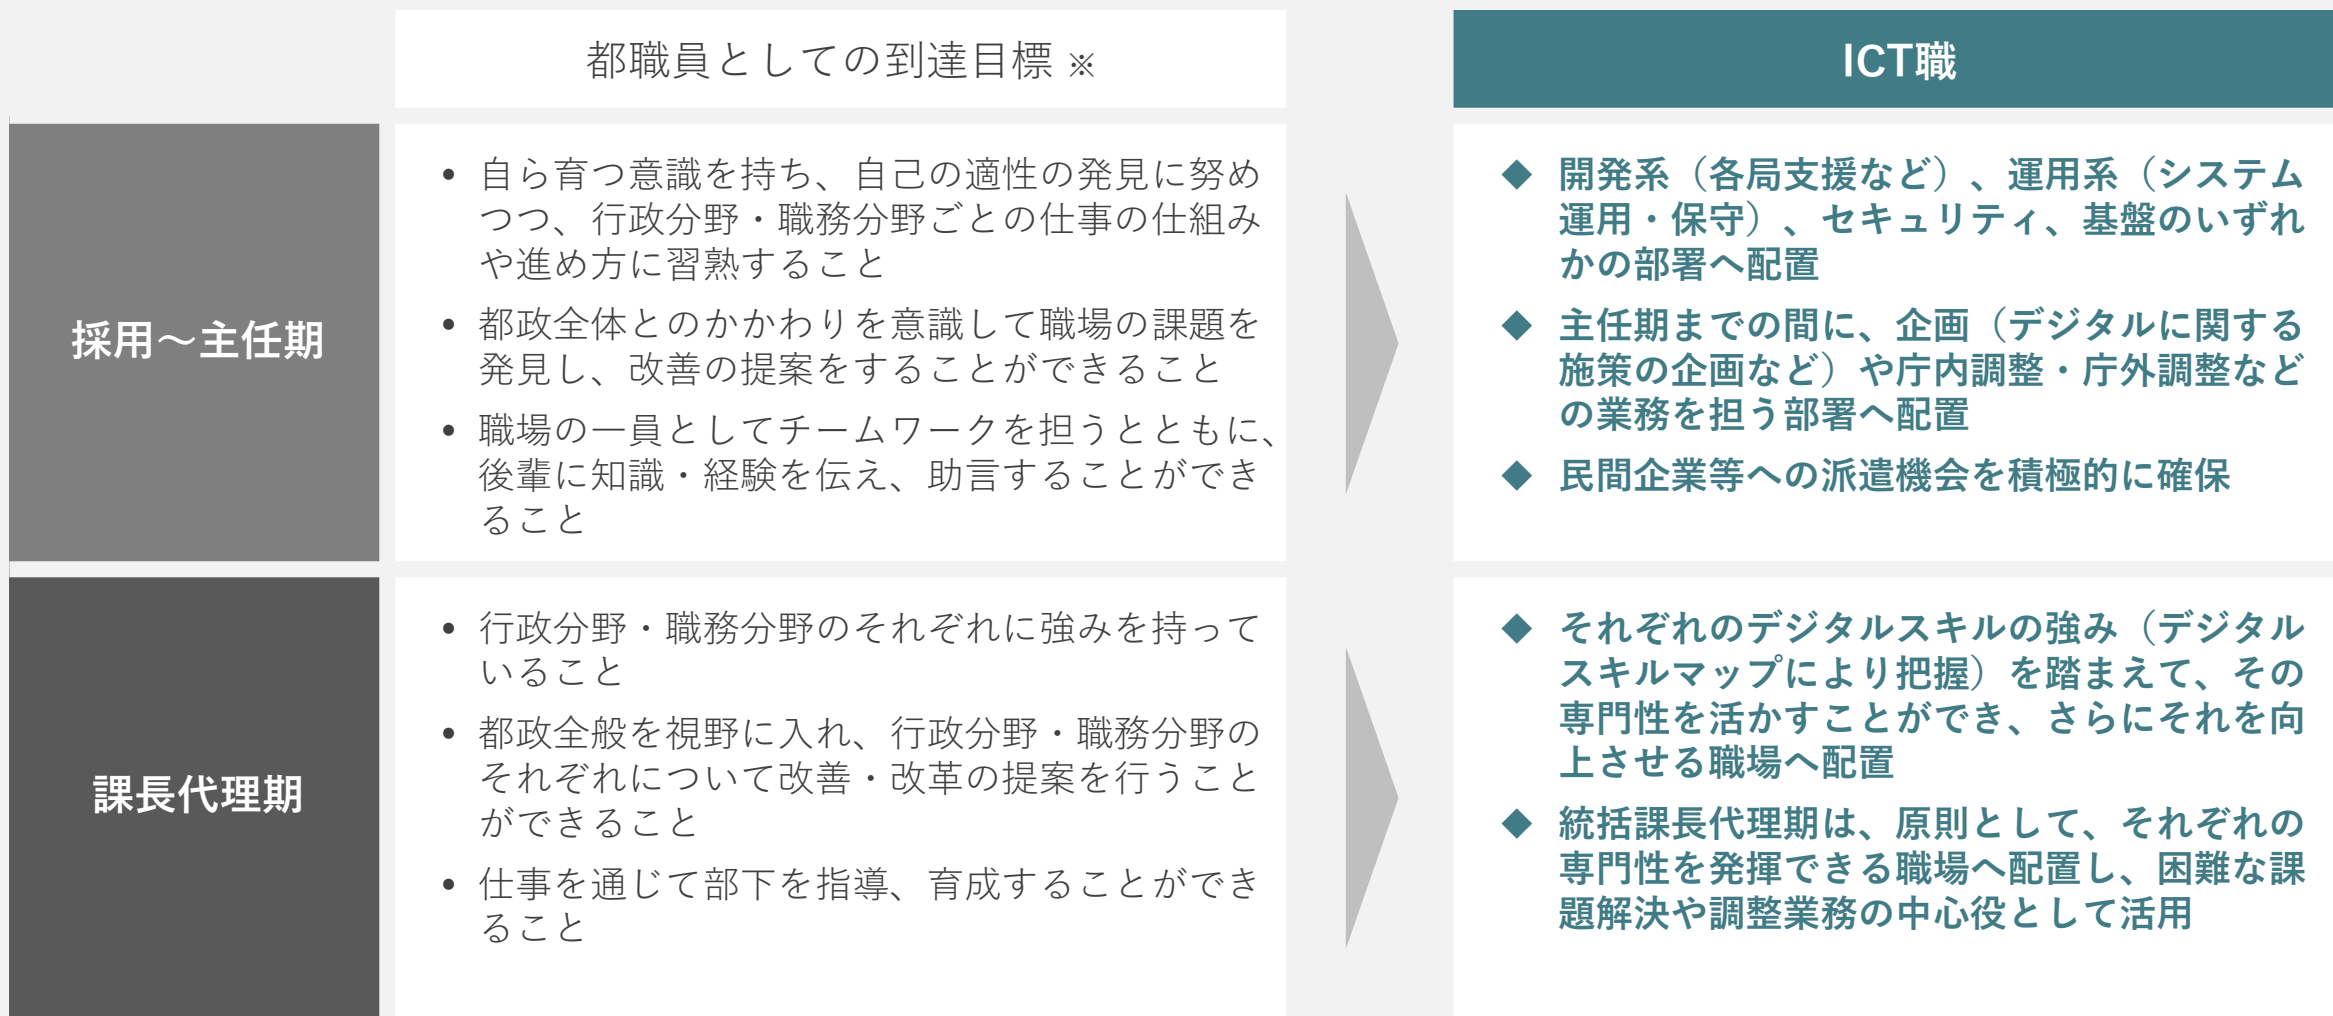 都職員としての到達目標 ※
ICT職
採用～主任期
• 自ら育つ意識を持ち、自己の適性の発見に努め
つつ、行政分野・職務分野ごとの仕事の仕組み
や進め方に習熟すること
• 都政全体とのかかわりを意識して職場の課題を
発見し、改善の提案をすることができること
• 職場の一員としてチームワークを担うとともに、
後輩に知識・経験を伝え、助言することができ
ること
◆ 開発系（各局支援など）、運用系（システム
運用・保守）、セキュリティ、基盤のいずれ
かの部署へ配置
◆ 主任期までの間に、企画（デジタルに関する
施策の企画など）や庁内調整・庁外調整など
の業務を担う部署へ配置
◆ 民間企業等への派遣機会を積極的に確保
課長代理期
• 行政分野・職務分野のそれぞれに強みを持って
いること
• 都政全般を視野に入れ、行政分野・職務分野の
それぞれについて改善・改革の提案を行うこと
ができること
• 仕事を通じて部下を指導、育成することができ
ること
◆ それぞれのデジタルスキルの強み（デジタル
スキルマップにより把握）を踏まえて、その
専門性を活かすことができ、さらにそれを向
上させる職場へ配置
◆ 統括課長代理期は、原則として、それぞれの
専門性を発揮できる職場へ配置し、困難な課
題解決や調整業務の中心役として活用